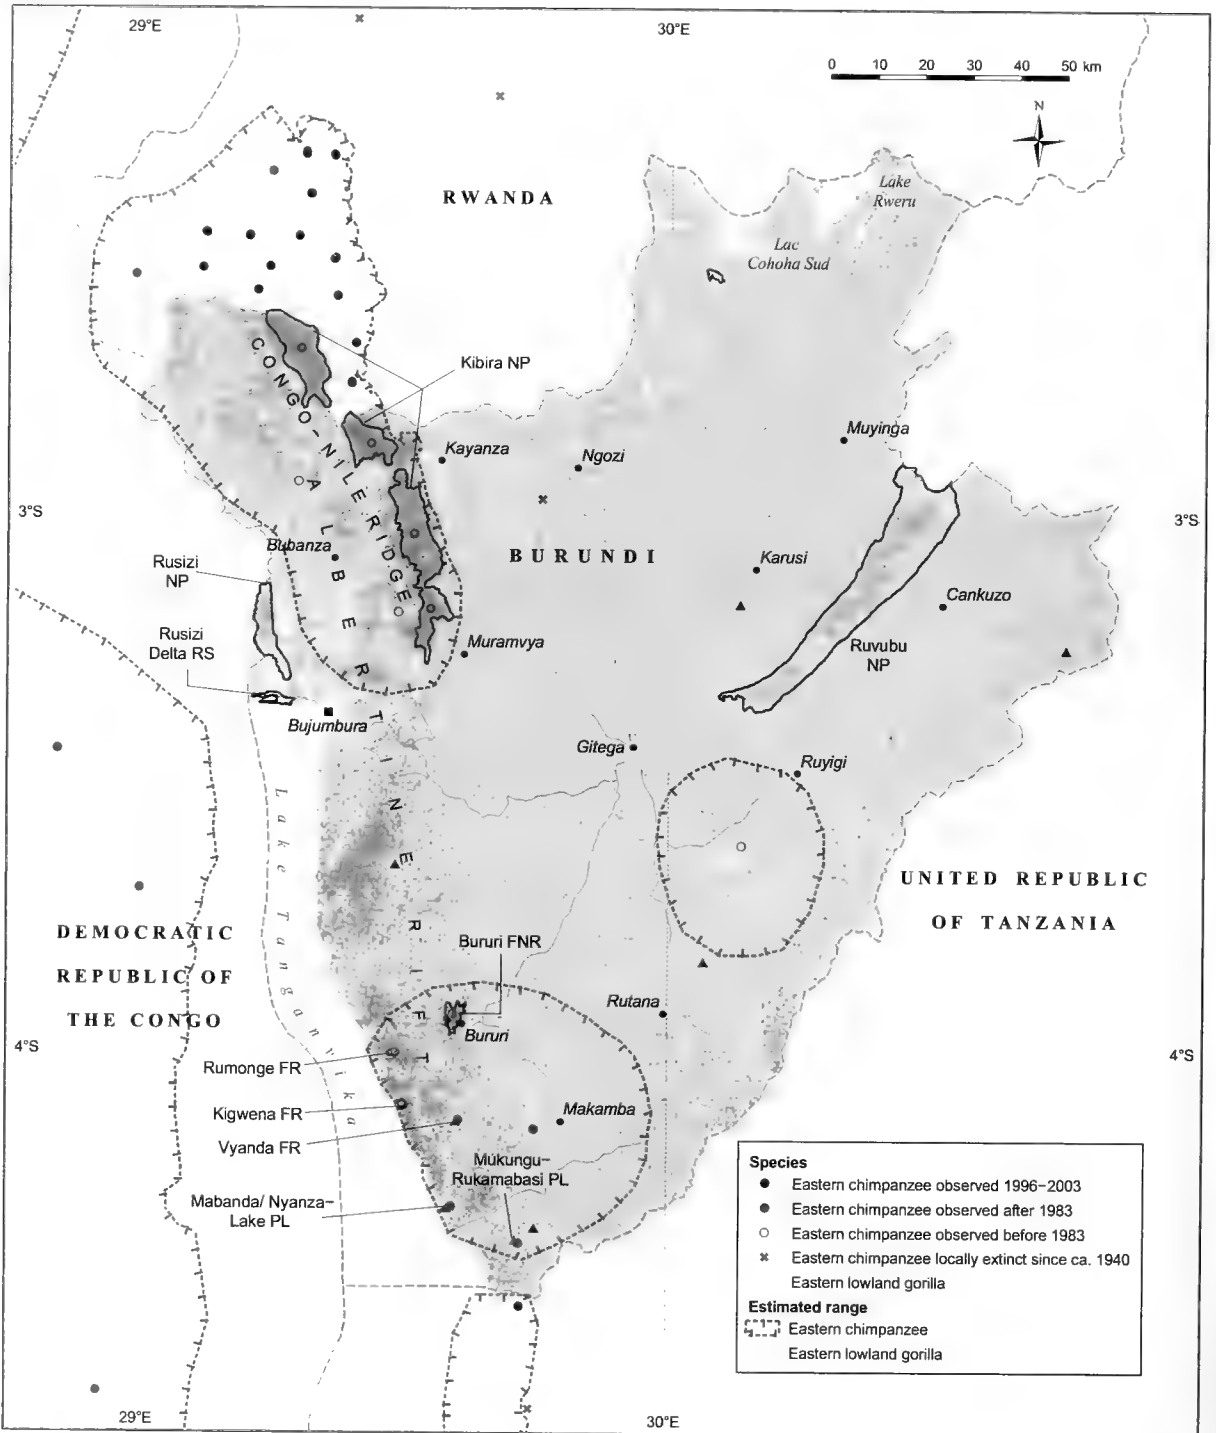 29°E
30°E
0 10 20 30 40 50 km
N
RWANDA
Lake
Rweru
Lac
Cohoha Sud
Kibira NP
CONGO-NILE RIDGE
Kayanza
Ngozi
Muyinga
3°S
3°S
ALBERTINE RIFT
Bubanza
BURUNDI
Karusi
Rusizi
NP
Cankuzo
Rusizi
Delta RS
Muramvya
Ruvubu
NP
Bujumbura
Gitega
Ruyigi
Lake Tanganyika
UNITED REPUBLIC
OF TANZANIA
DEMOCRATIC
REPUBLIC OF
THE CONGO
Bururi FNR
Rutana
Bururi
4°S
4°S
Rumonge FR
Kigwena FR
Makamba
Vyanda FR
Mukungu-
Rukamabasi PL
Mabanda/ Nyanza-
Lake PL
Species
Eastern chimpanzee observed 1996-2003
Eastern chimpanzee observed after 1983
Eastern chimpanzee observed before 1983
Eastern chimpanzee locally extinct since ca. 1940
Eastern lowland gorilla
Estimated range
Eastern chimpanzee
Eastern lowland gorilla
29°E
30°E